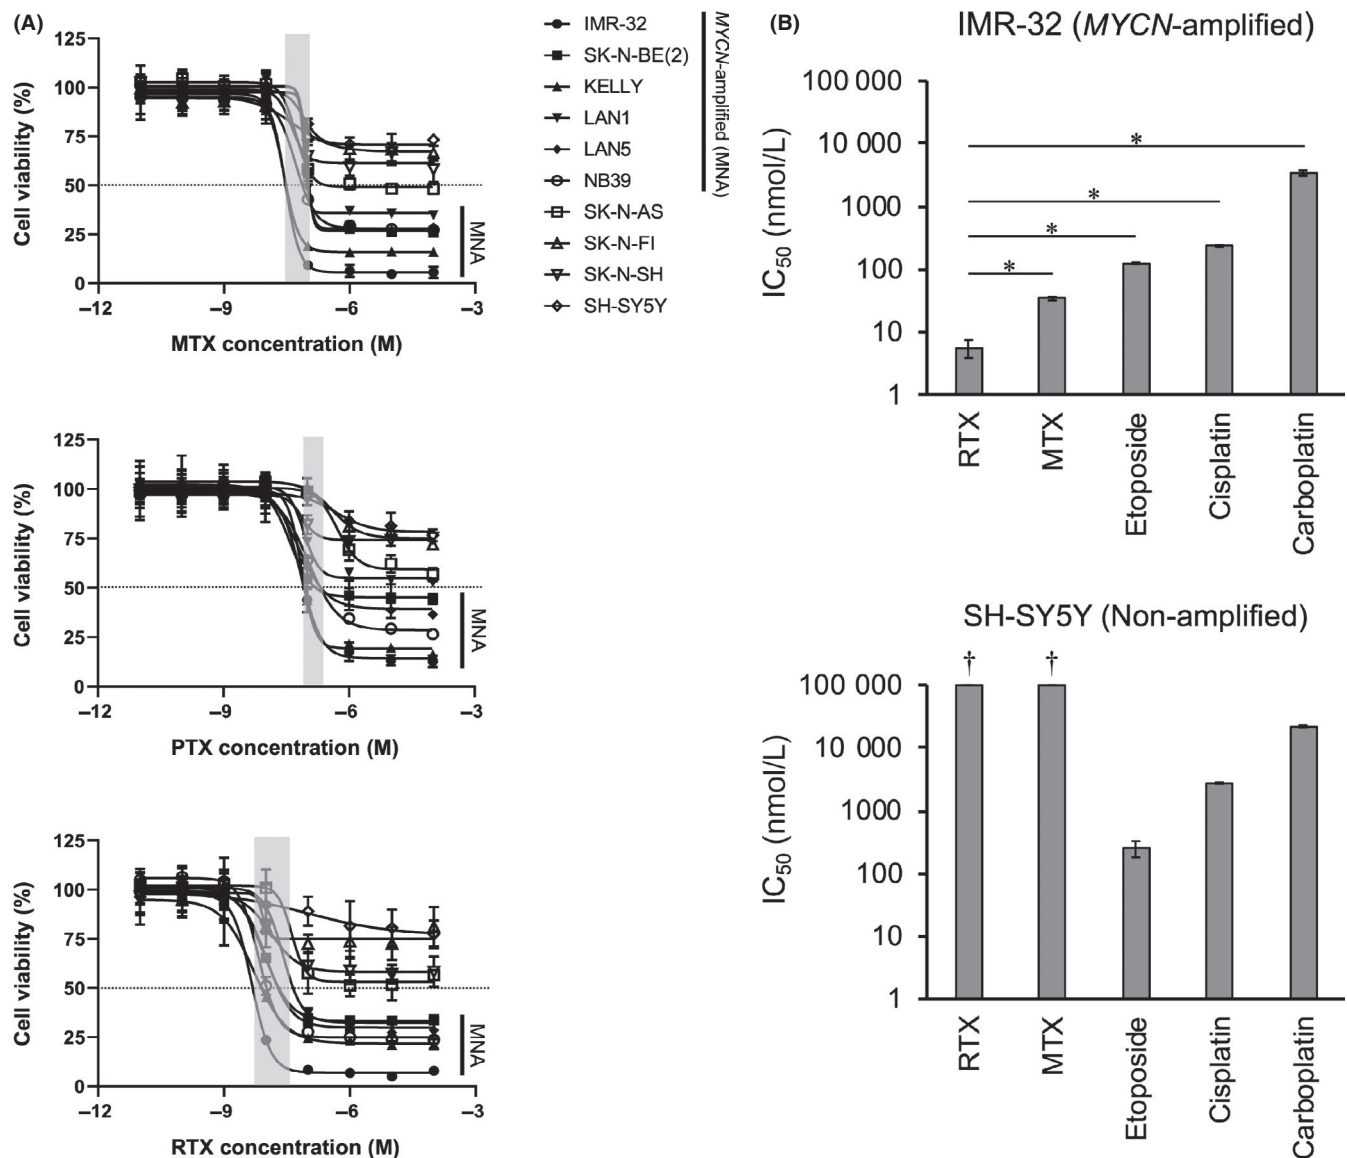 (A)
125
100
75
50
25
0
Cell viability (%)
−12
−9
−6
−3
MTX concentration (M)
MNA
IMR-32
SK-N-BE(2)
KELLY
LAN1
LAN5
NB39
SK-N-AS
SK-N-FI
SK-N-SH
SH-SY5Y
MYCN-amplified (MNA)
125
100
75
50
25
0
Cell viability (%)
−12
−9
−6
−3
PTX concentration (M)
MNA
125
100
75
50
25
0
Cell viability (%)
−12
−9
−6
−3
RTX concentration (M)
MNA
(B)
IMR-32 (MYCN-amplified)
100 000
10 000
1000
100
10
1
IC50 (nmol/L)
*
*
*
*
RTX
MTX
Etoposide
Cisplatin
Carboplatin
SH-SY5Y (Non-amplified)
† †
100 000
10 000
1000
100
10
1
IC50 (nmol/L)
RTX
MTX
Etoposide
Cisplatin
Carboplatin